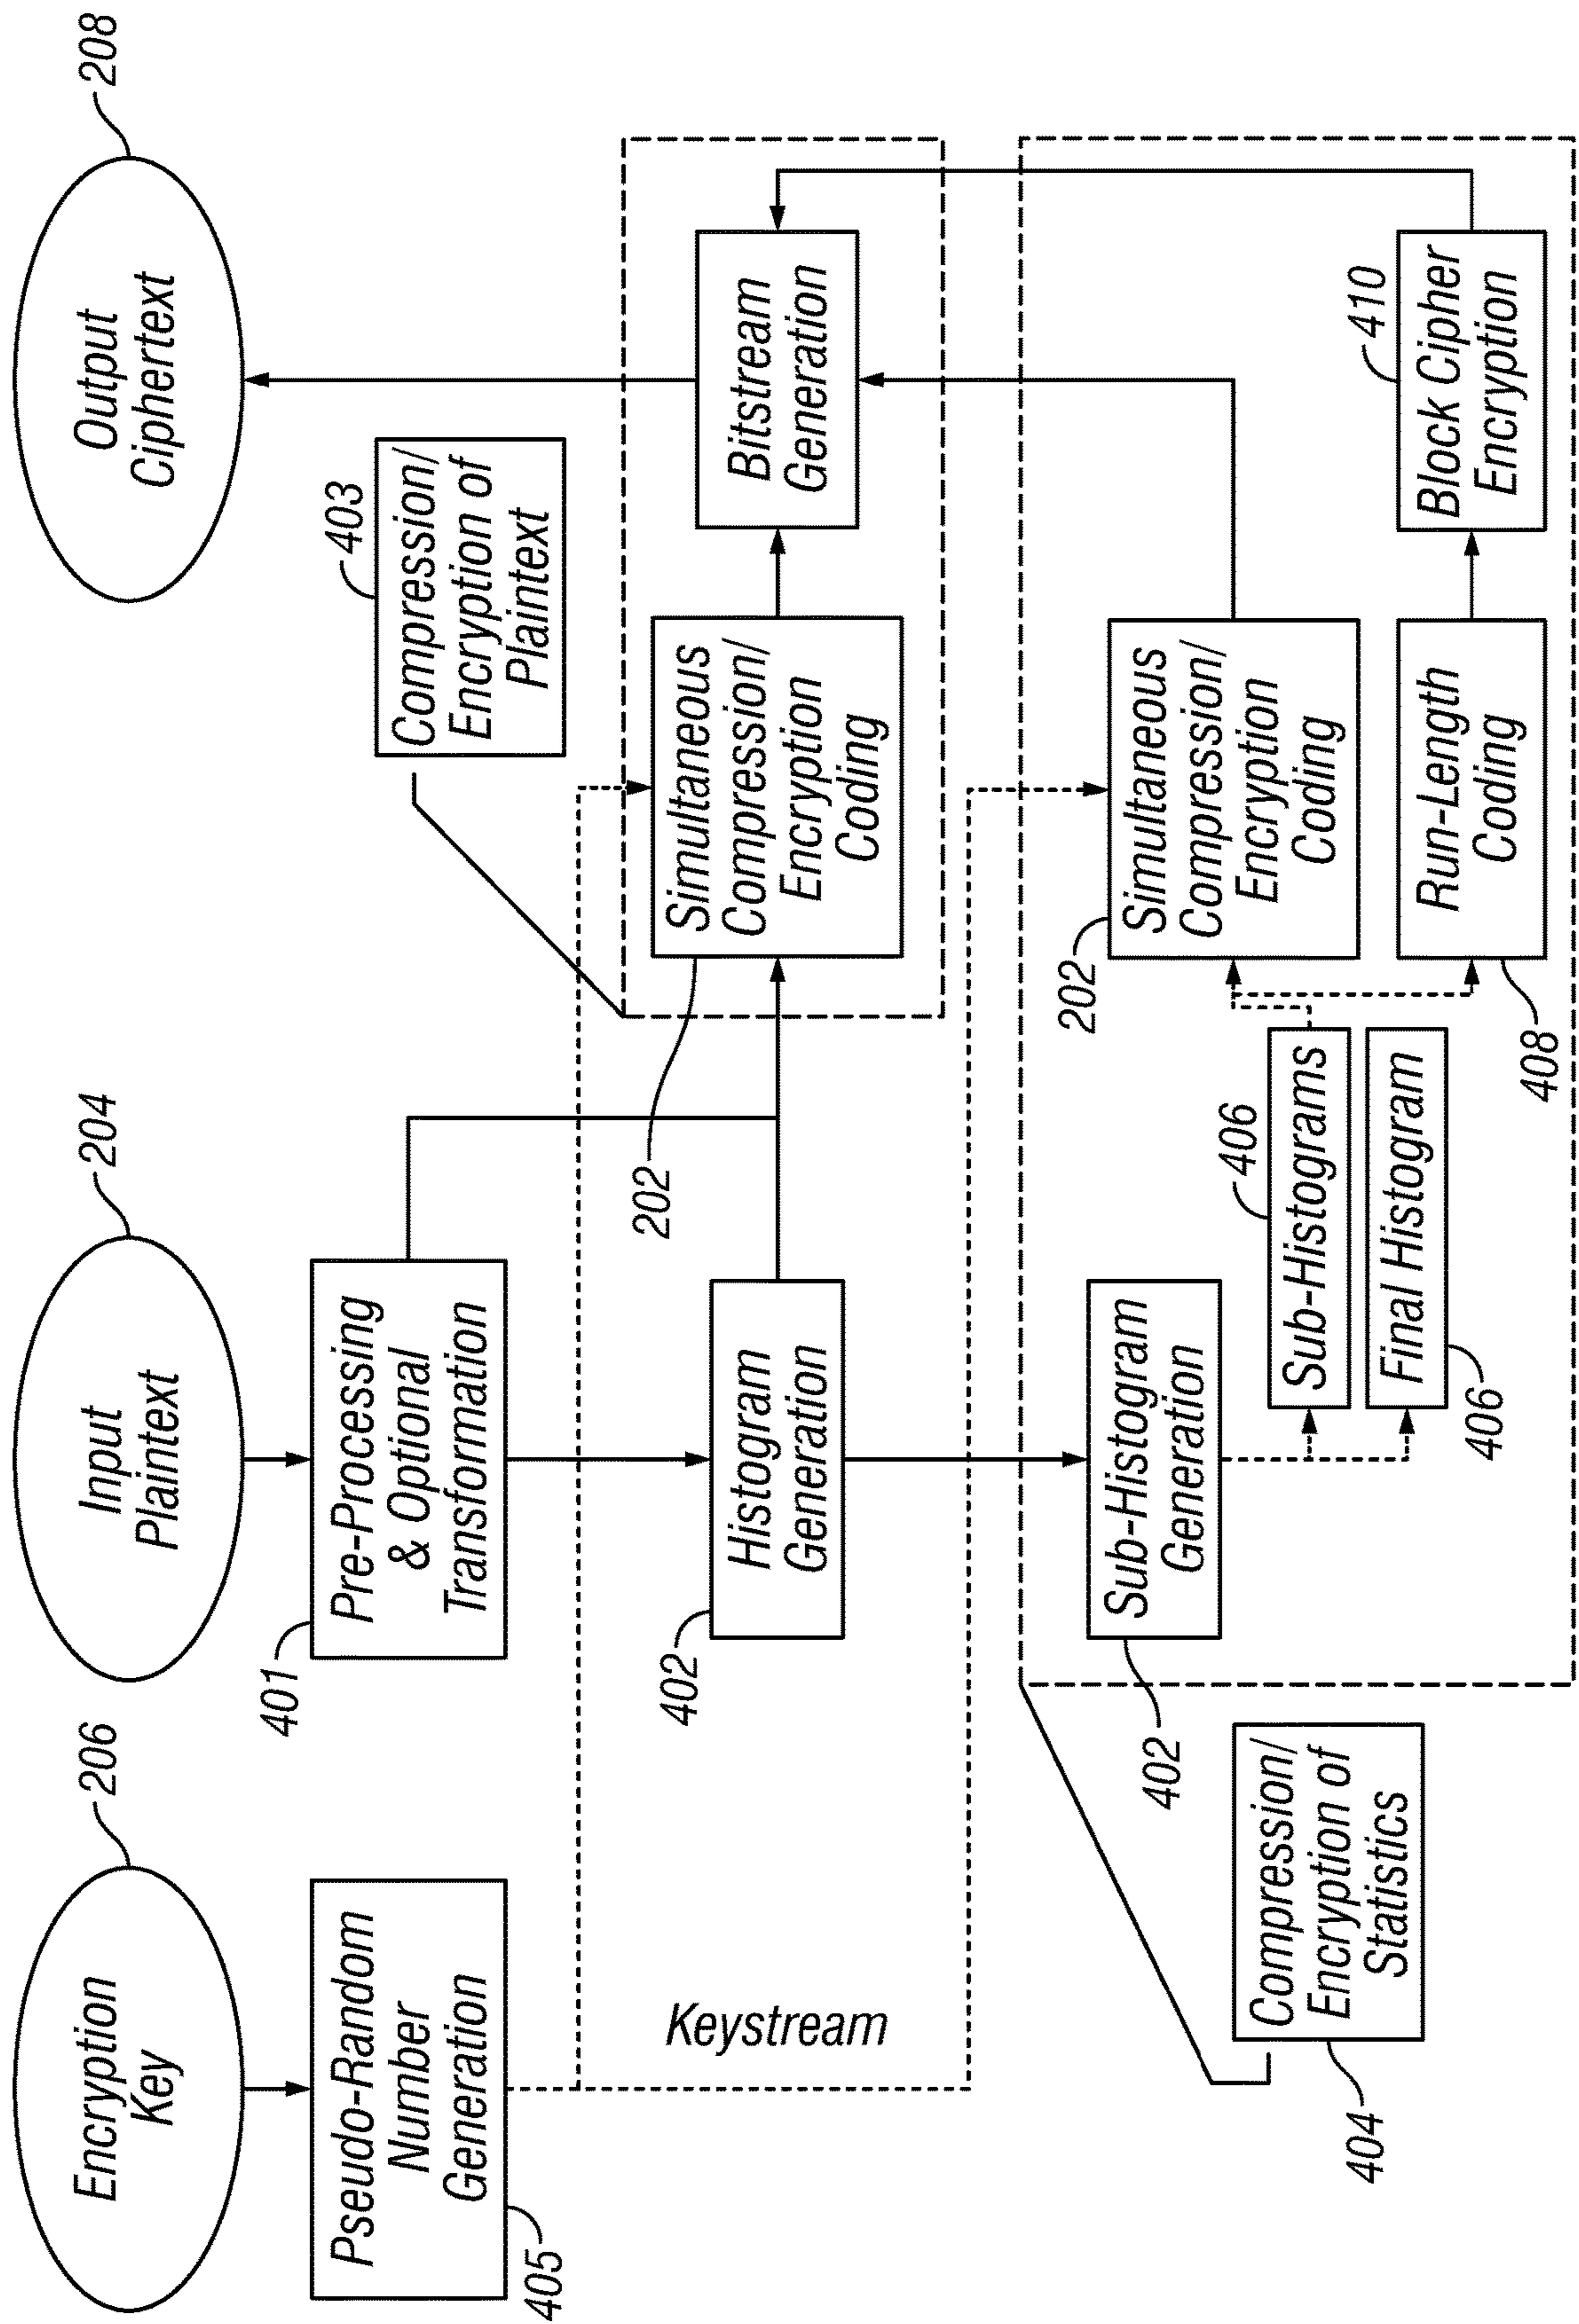 Encryption
Key
206
Input
Plaintext
204
Output
Ciphertext
208
Pseudo-Random
Number
Generation
405
Pre-Processing
& Optional
Transformation
401
Compression/
Encryption of
Plaintext
403
Keystream
Histogram
Generation
402
Simultaneous
Compression/
Encryption
Coding
202
Bitstream
Generation
Compression/
Encryption of
Statistics
404
Sub-Histogram
Generation
402
Sub-Histograms
406
Final Histogram
406
Simultaneous
Compression/
Encryption
Coding
202
Run-Length
Coding
408
Block Cipher
Encryption
410